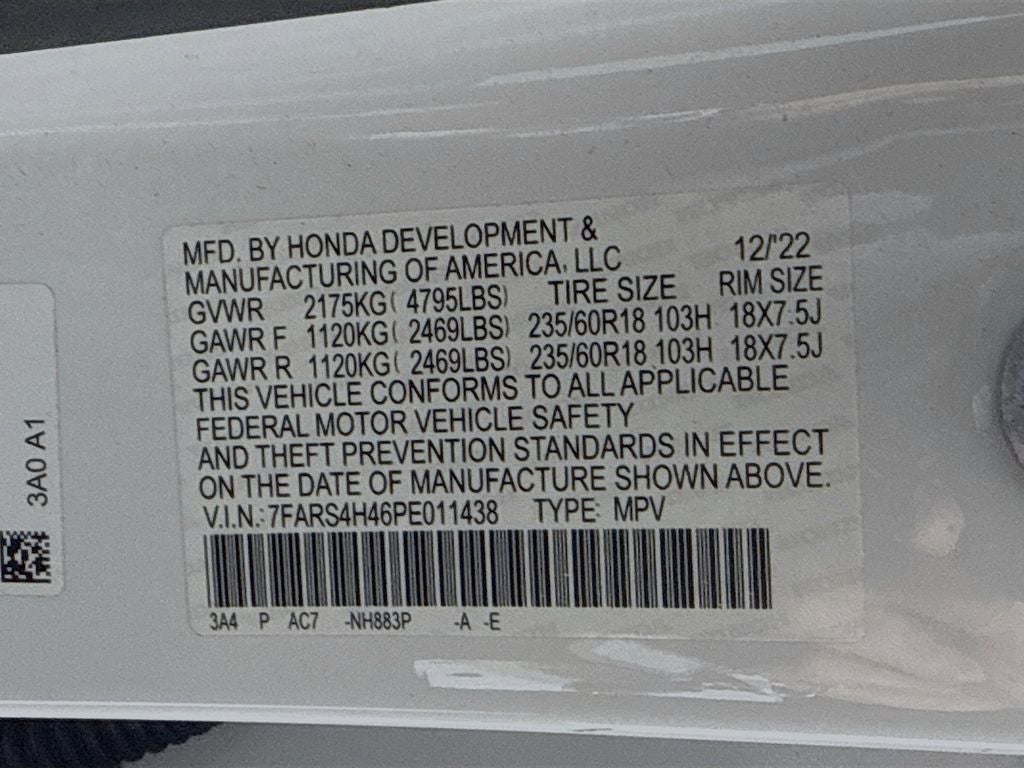 MFD. BY HONDA DEVELOPMENT &
MANUFACTURING OF AMERICA, LLC 12/'22
GVWR 2175KG( 4795LBS) TIRE SIZE RIM SIZE
GAWR F 1120KG( 2469LBS) 235/60R18 103H 18X7.5J
GAWR R 1120KG( 2469LBS) 235/60R18 103H 18X7.5J
THIS VEHICLE CONFORMS TO ALL APPLICABLE
FEDERAL MOTOR VEHICLE SAFETY
AND THEFT PREVENTION STANDARDS IN EFFECT
ON THE DATE OF MANUFACTURE SHOWN ABOVE.
V.I.N.:7FARS4H46PE011438 TYPE: MPV
3A4 P AC7 -NH883P -A -E
3A0 A1